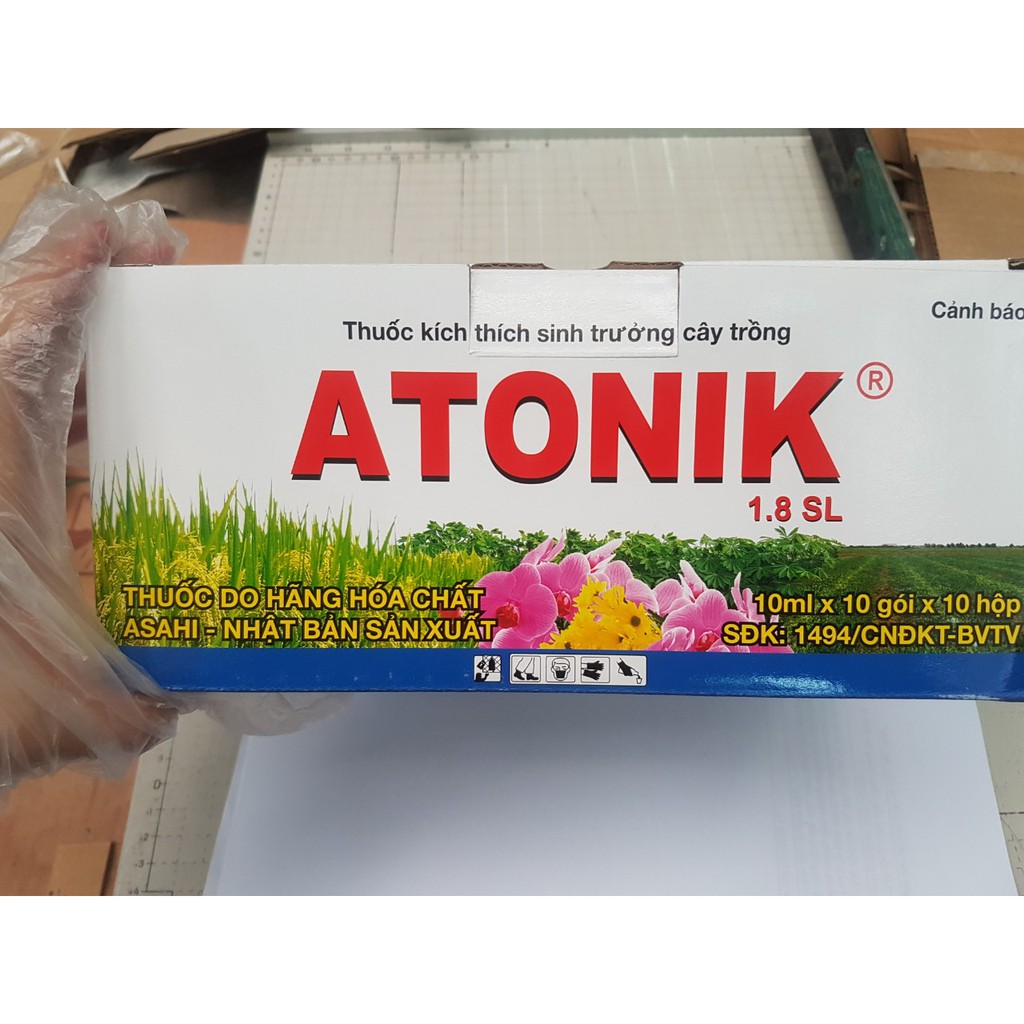 Cảnh báo
Thuốc kích thích sinh trưởng cây trồng
ATONIK ®
1.8 SL
THUỐC DO HÃNG HÓA CHẤT
ASAHI - NHẬT BẢN SẢN XUẤT
10ml x 10 gói x 10 hộp
SĐK: 1494/CNĐKT-BVTV